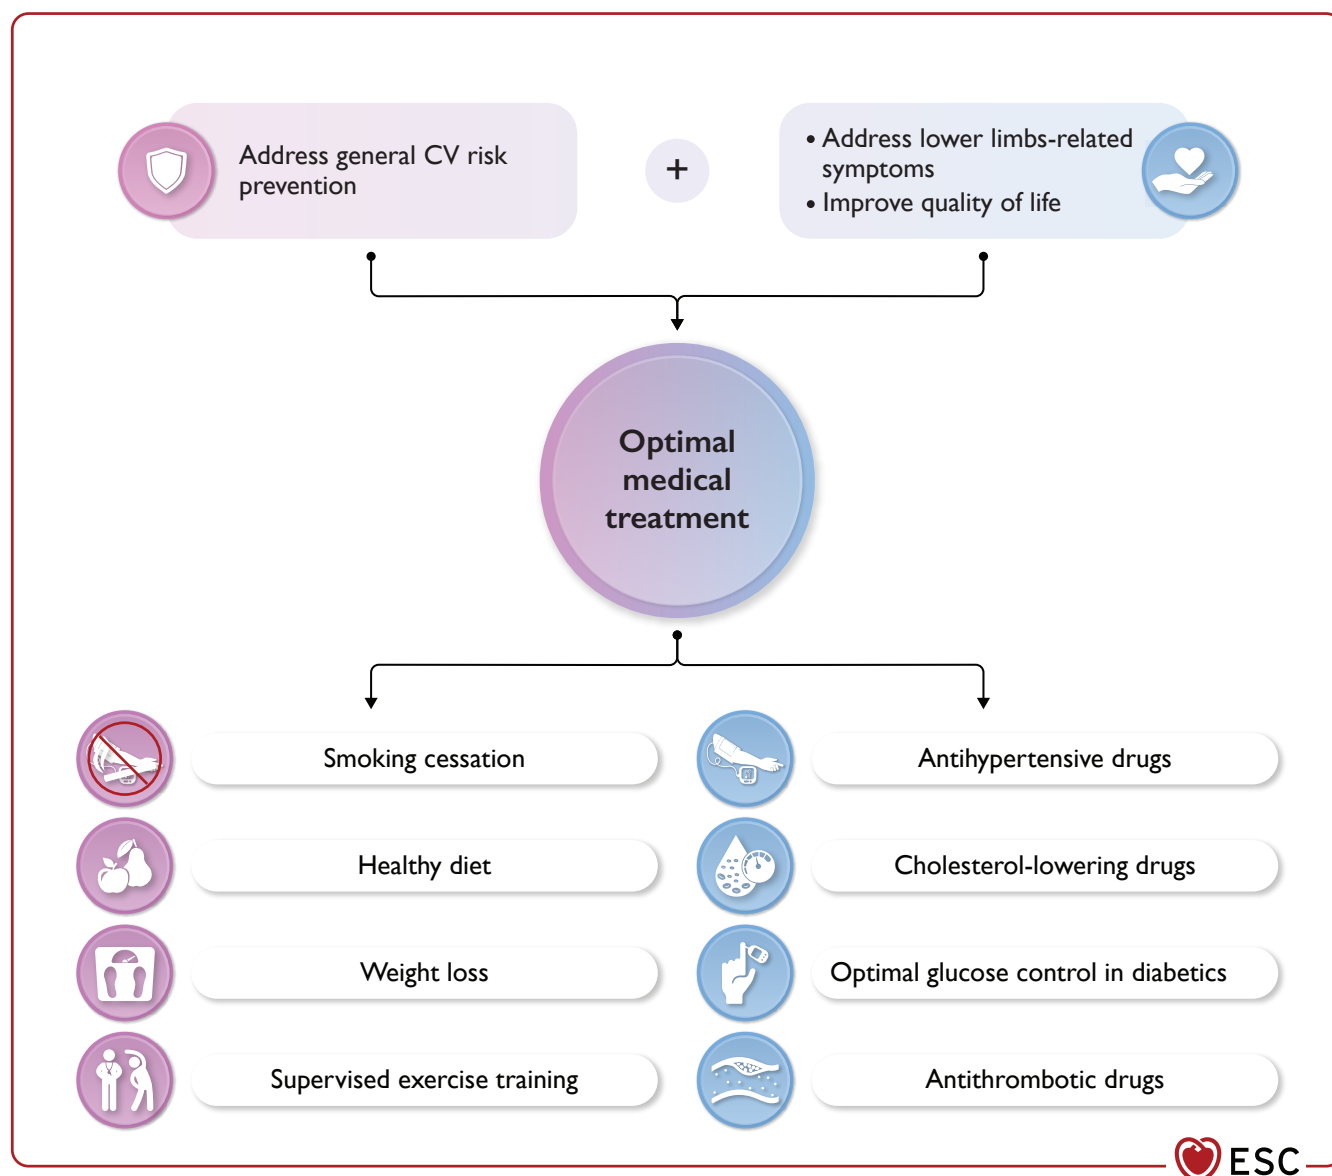 Address general CV risk
prevention
+
• Address lower limbs-related
symptoms
• Improve quality of life
Optimal
medical
treatment
Smoking cessation
Antihypertensive drugs
Healthy diet
Cholesterol-lowering drugs
Weight loss
Optimal glucose control in diabetics
Supervised exercise training
Antithrombotic drugs
ESC